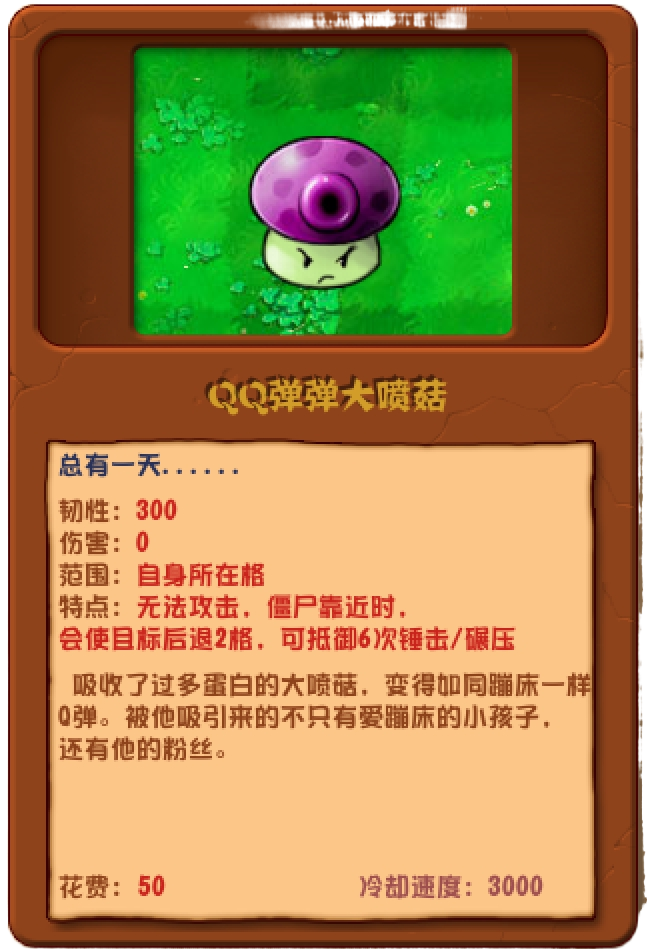 QQ弹弹大喷菇
总有一天......
韧性：300
伤害：0
范围：自身所在格
特点：无法攻击，僵尸靠近时，
会使目标后退2格，可抵御6次锤击/碾压
吸收了过多蛋白的大喷菇，变得如同蹦床一样
Q弹。被他吸引来的不只有爱蹦床的小孩子，
还有他的粉丝。
花费：50
冷却速度：3000